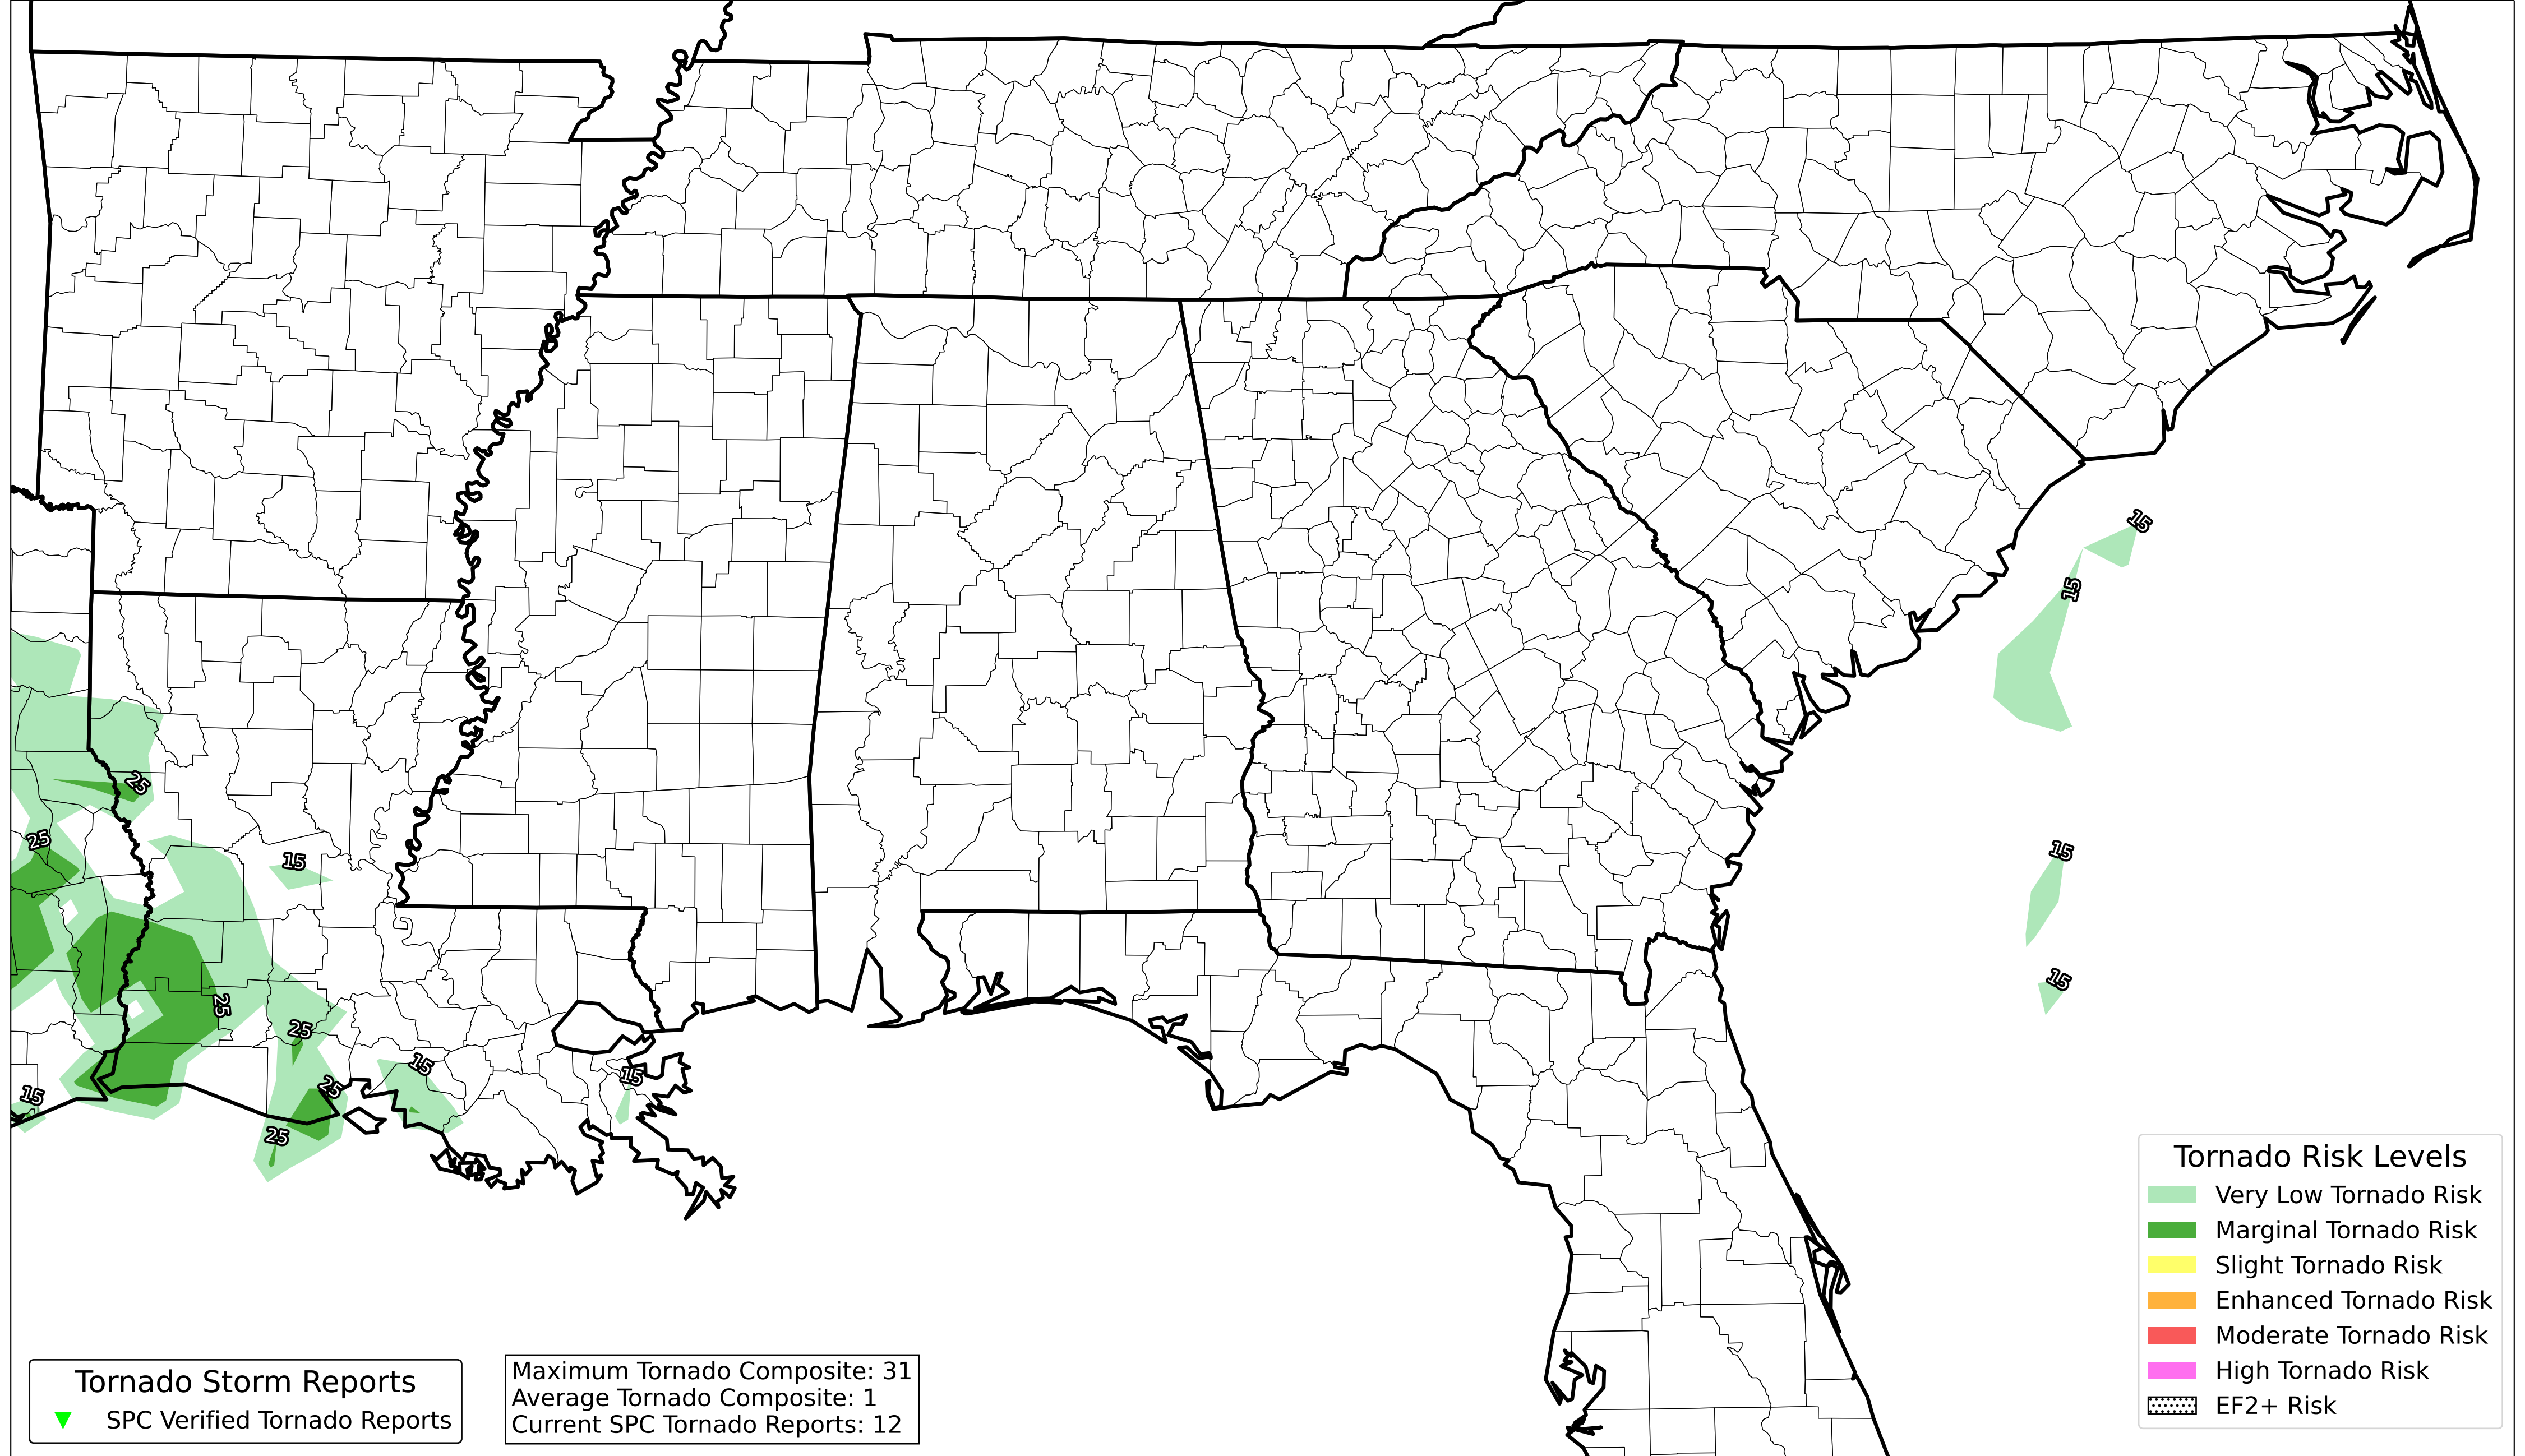 15
15
25
25
15
15
25
15
25
15
15
25
15
15
25
Tornado Risk Levels
Very Low Tornado Risk
Marginal Tornado Risk
Slight Tornado Risk
Enhanced Tornado Risk
Moderate Tornado Risk
High Tornado Risk
EF2+ Risk
Tornado Storm Reports
SPC Verified Tornado Reports
Maximum Tornado Composite: 31
Average Tornado Composite: 1
Current SPC Tornado Reports: 12